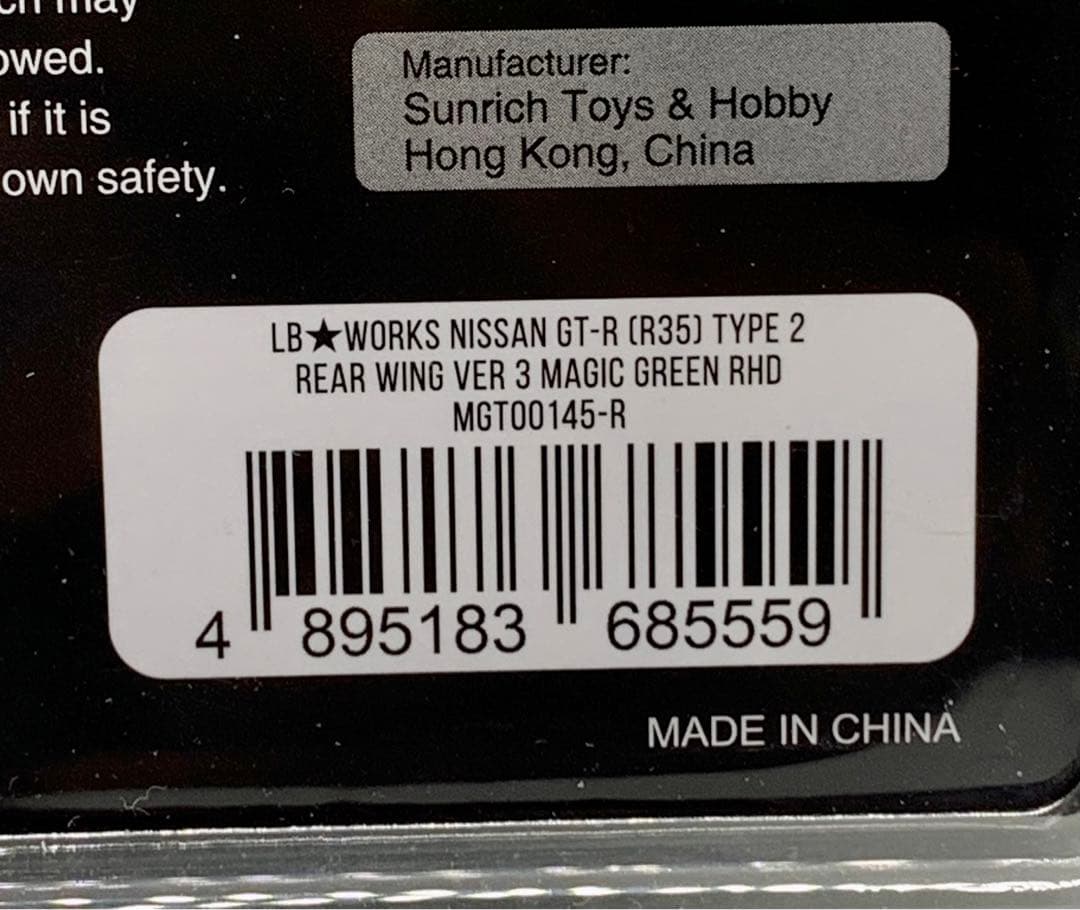 may
owed.
if it is
own safety.
Manufacturer:
Sunrich Toys & Hobby
Hong Kong, China
LB★WORKS NISSAN GT-R (R35) TYPE 2
REAR WING VER 3 MAGIC GREEN RHD
MGT00145-R
4 895183 685559
MADE IN CHINA